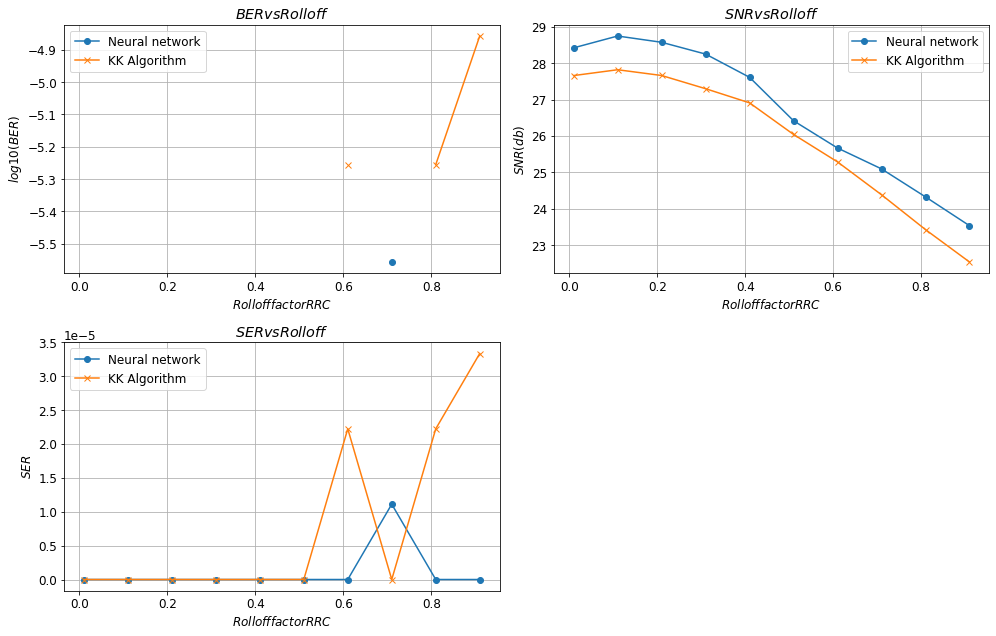 BERvsRolloff
Neural network
KK Algorithm
−4.9
−5.0
−5.1
−5.2
−5.3
−5.4
−5.5
log10(BER)
0.0 0.2 0.4 0.6 0.8
RollofffactorRRC
SNRvsRolloff
Neural network
KK Algorithm
29
28
27
26
25
24
23
SNR(db)
0.0 0.2 0.4 0.6 0.8
RollofffactorRRC
SERvsRolloff
1e−5
Neural network
KK Algorithm
3.5
3.0
2.5
2.0
1.5
1.0
0.5
0.0
SER
0.0 0.2 0.4 0.6 0.8
RollofffactorRRC